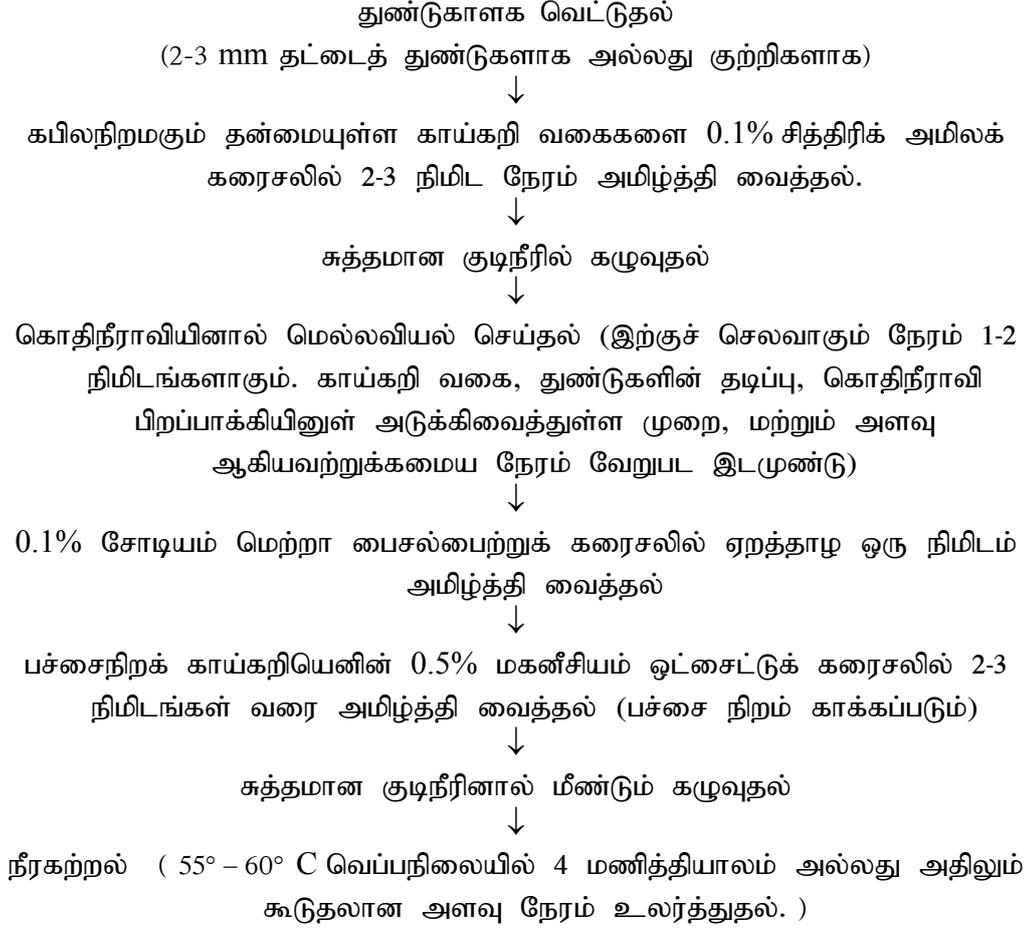 துண்டுகாளக வெட்டுதல்
(2-3 mm தட்டைத் துண்டுகளாக அல்லது குற்றிகளாக)
↓
கபிலநிறமகும் தன்மையுள்ள காய்கறி வகைகளை 0.1% சித்திரிக் அமிலக்
கரைசலில் 2-3 நிமிட நேரம் அமிழ்த்தி வைத்தல்.
↓
சுத்தமான குடிநீரில் கழுவுதல்
↓
கொதிநீராவியினால் மெல்லவியல் செய்தல் (இற்குச் செலவாகும் நேரம் 1-2
நிமிடங்களாகும். காய்கறி வகை, துண்டுகளின் தடிப்பு, கொதிநீராவி
பிறப்பாக்கியினுள் அடுக்கிவைத்துள்ள முறை, மற்றும் அளவு
ஆகியவற்றுக்கமைய நேரம் வேறுபட இடமுண்டு)
↓
0.1% சோடியம் மெற்றா பைசல்பைற்றுக் கரைசலில் ஏறத்தாழ ஒரு நிமிடம்
அமிழ்த்தி வைத்தல்
↓
பச்சைநிறக் காய்கறியெனின் 0.5% மகனீசியம் ஒட்சைட்டுக் கரைசலில் 2-3
நிமிடங்கள் வரை அமிழ்த்தி வைத்தல் (பச்சை நிறம் காக்கப்படும்)
↓
சுத்தமான குடிநீரினால் மீண்டும் கழுவுதல்
↓
நீரகற்றல் ( 55° – 60° C வெப்பநிலையில் 4 மணித்தியாலம் அல்லது அதிலும்
கூடுதலான அளவு நேரம் உலர்த்துதல். )